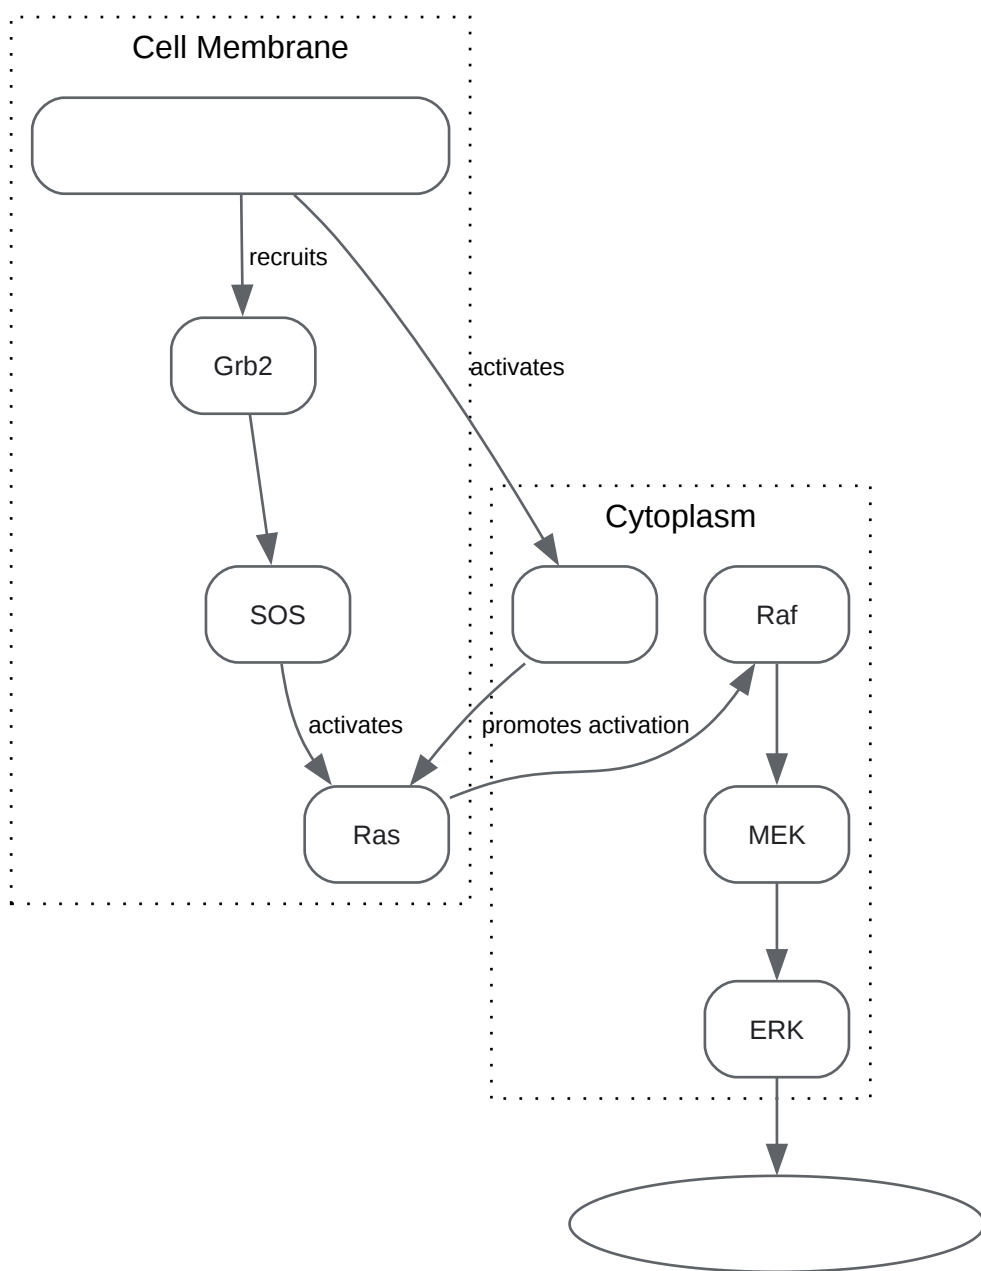 Cell Membrane
recruits
Grb2
activates
Cytoplasm
SOS
Raf
activates
promotes activation
Ras
MEK
ERK